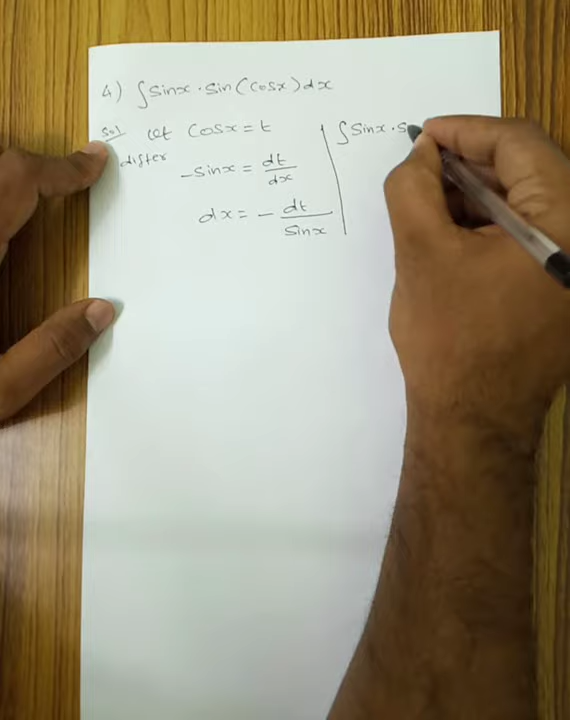 4) ∫sinx·sin(cosx)dx
Sol let cosx=t
differ
-sinx = dt/dx
dx = - dt/sinx
∫sinx·s